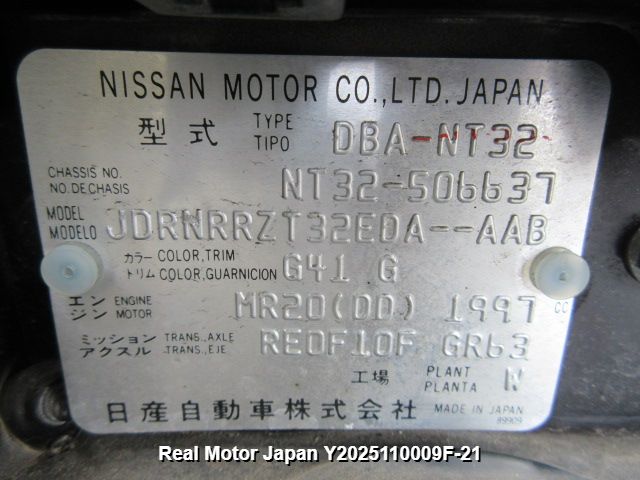 NISSAN MOTOR CO.,LTD.JAPAN
型式 TYPE TIPO DBA-NT32
CHASSIS NO. NO.DE.CHASIS NT32-506637
MODEL MODELO JDRNRRZT32EDA--AAB
カラー トリム COLOR,TRIM COLOR,GUARNICION G41 G
エンジン ENGINE MOTOR MR20(DD) 1997 CC
ミッション アクスル TRANS.,AXLE TRANS.,EJE RE0F10F GR63
工場 PLANT PLANTA W
日産自動車株式会社 MADE IN JAPAN
89909
Real Motor Japan Y2025110009F-21